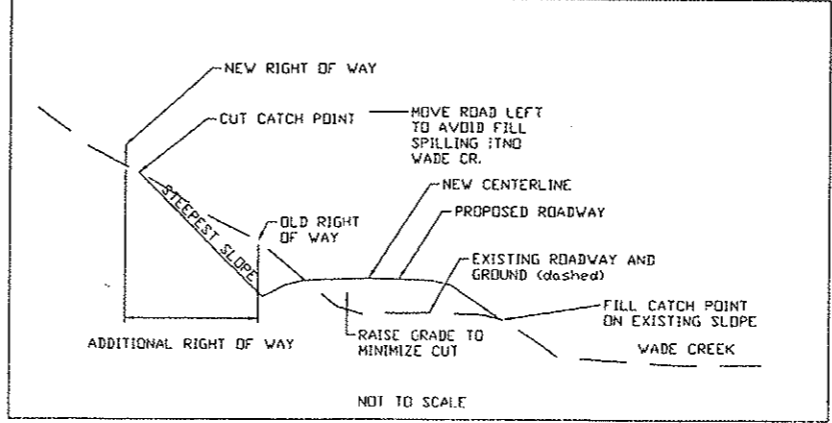 NEW RIGHT OF WAY
CUT CATCH POINT
MOVE ROAD LEFT
TO AVOID FILL
SPILLING ITNO
WADE CR.
NEW CENTERLINE
PROPOSED ROADWAY
STEEPEST SLOPE
OLD RIGHT
OF WAY
EXISTING ROADWAY AND
GROUND (dashed)
FILL CATCH POINT
ON EXISTING SLOPE
ADDITIONAL RIGHT OF WAY
RAISE GRADE TO
MINIMIZE CUT
WADE CREEK
NOT TO SCALE